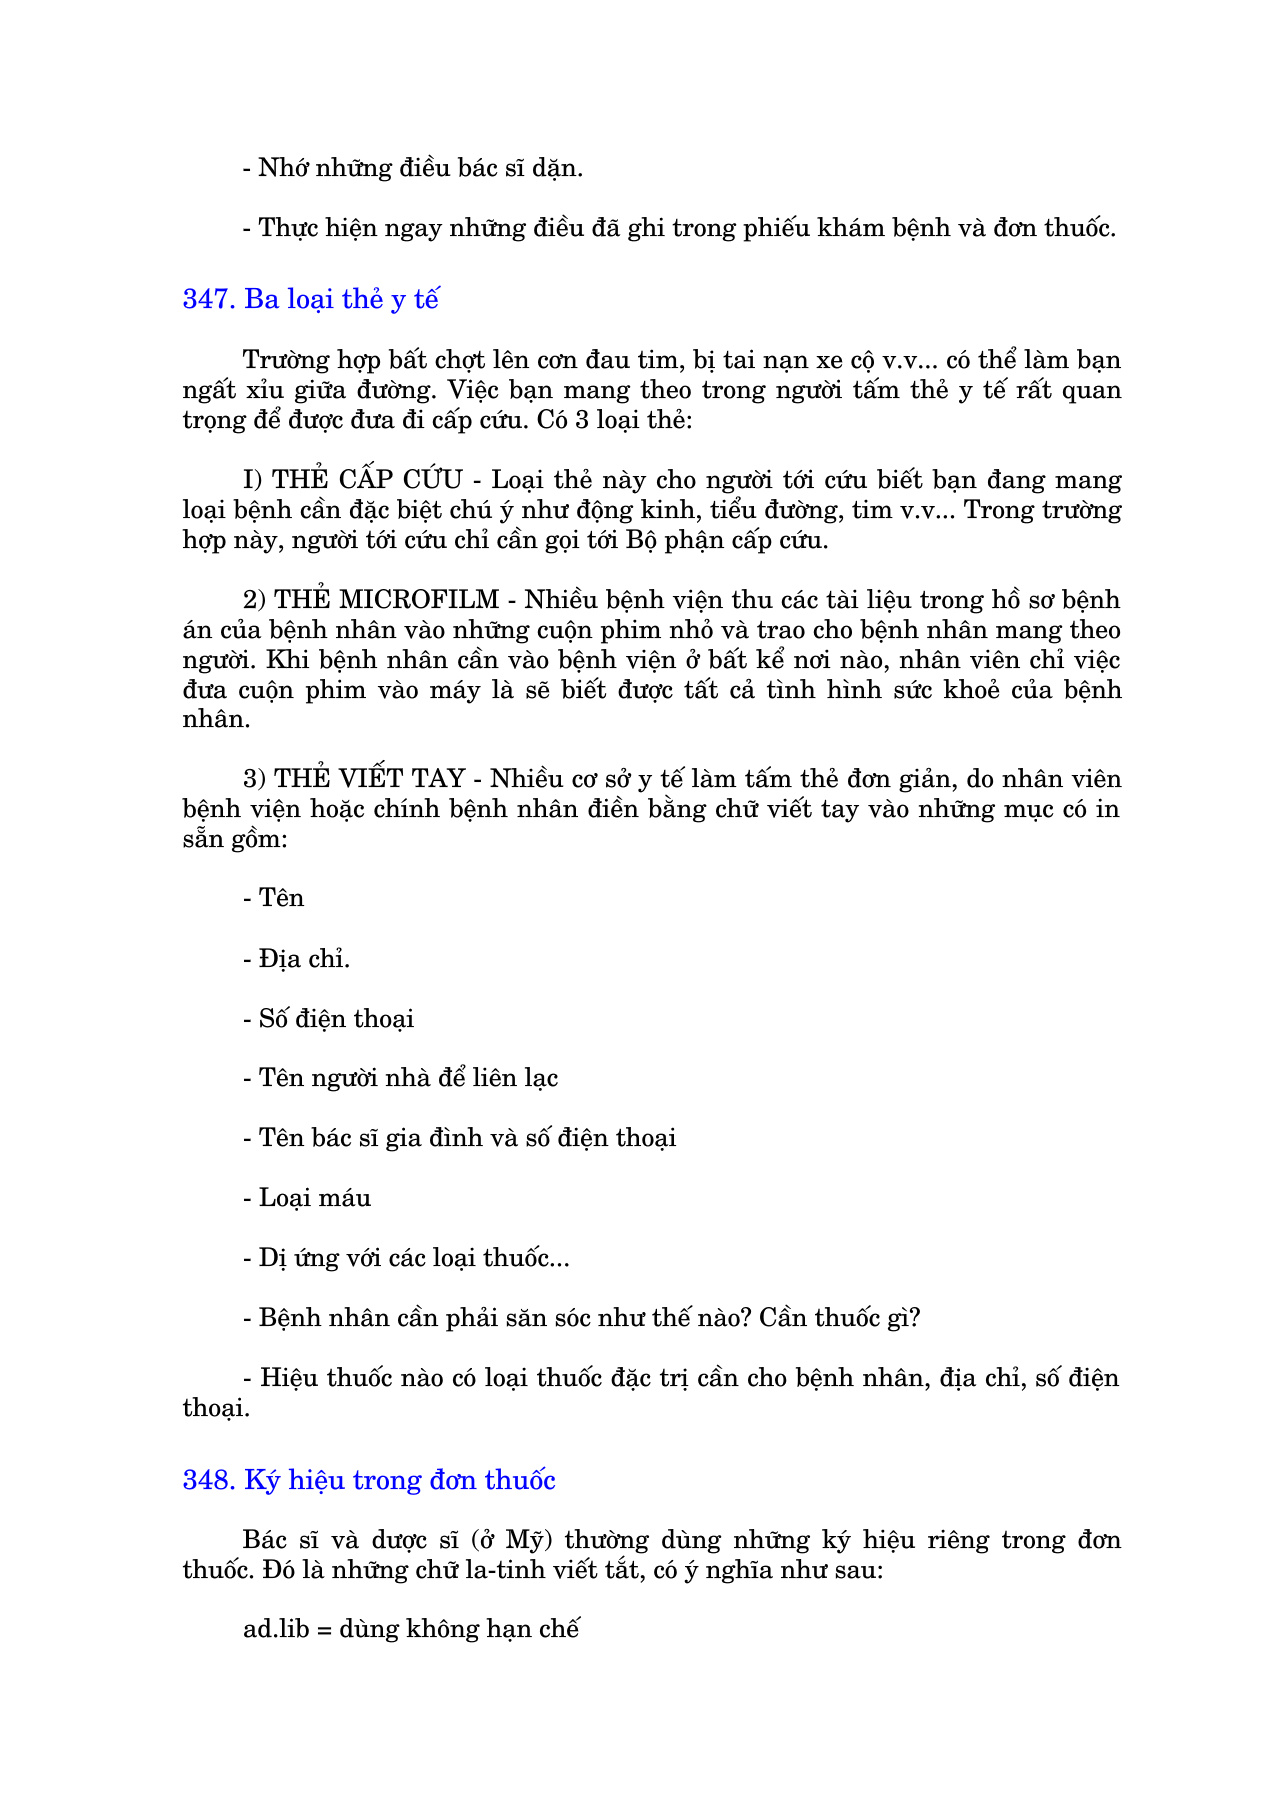 - Nhớ những điều bác sĩ dặn.
- Thực hiện ngay những điều đã ghi trong phiếu khám bệnh và đơn thuốc.
347. Ba loại thẻ y tế
Trường hợp bất chợt lên cơn đau tim, bị tai nạn xe cộ v.v... có thể làm bạn
ngất xỉu giữa đường. Việc bạn mang theo trong người tấm thẻ y tế rất quan
trọng để được đưa đi cấp cứu. Có 3 loại thẻ:
I) THẺ CẤP CỨU - Loại thẻ này cho người tới cứu biết bạn đang mang
loại bệnh cần đặc biệt chú ý như động kinh, tiểu đường, tim v.v... Trong trường
hợp này, người tới cứu chỉ cần gọi tới Bộ phận cấp cứu.
2) THẺ MICROFILM - Nhiều bệnh viện thu các tài liệu trong hồ sơ bệnh
án của bệnh nhân vào những cuộn phim nhỏ và trao cho bệnh nhân mang theo
người. Khi bệnh nhân cần vào bệnh viện ở bất kể nơi nào, nhân viên chỉ việc
đưa cuộn phim vào máy là sẽ biết được tất cả tình hình sức khoẻ của bệnh
nhân.
3) THẺ VIẾT TAY - Nhiều cơ sở y tế làm tấm thẻ đơn giản, do nhân viên
bệnh viện hoặc chính bệnh nhân điền bằng chữ viết tay vào những mục có in
sẵn gồm:
- Tên
- Địa chỉ.
- Số điện thoại
- Tên người nhà để liên lạc
- Tên bác sĩ gia đình và số điện thoại
- Loại máu
- Dị ứng với các loại thuốc...
- Bệnh nhân cần phải săn sóc như thế nào? Cần thuốc gì?
- Hiệu thuốc nào có loại thuốc đặc trị cần cho bệnh nhân, địa chỉ, số điện
thoại.
348. Ký hiệu trong đơn thuốc
Bác sĩ và dược sĩ (ở Mỹ) thường dùng những ký hiệu riêng trong đơn
thuốc. Đó là những chữ la-tinh viết tắt, có ý nghĩa như sau:
ad.lib = dùng không hạn chế